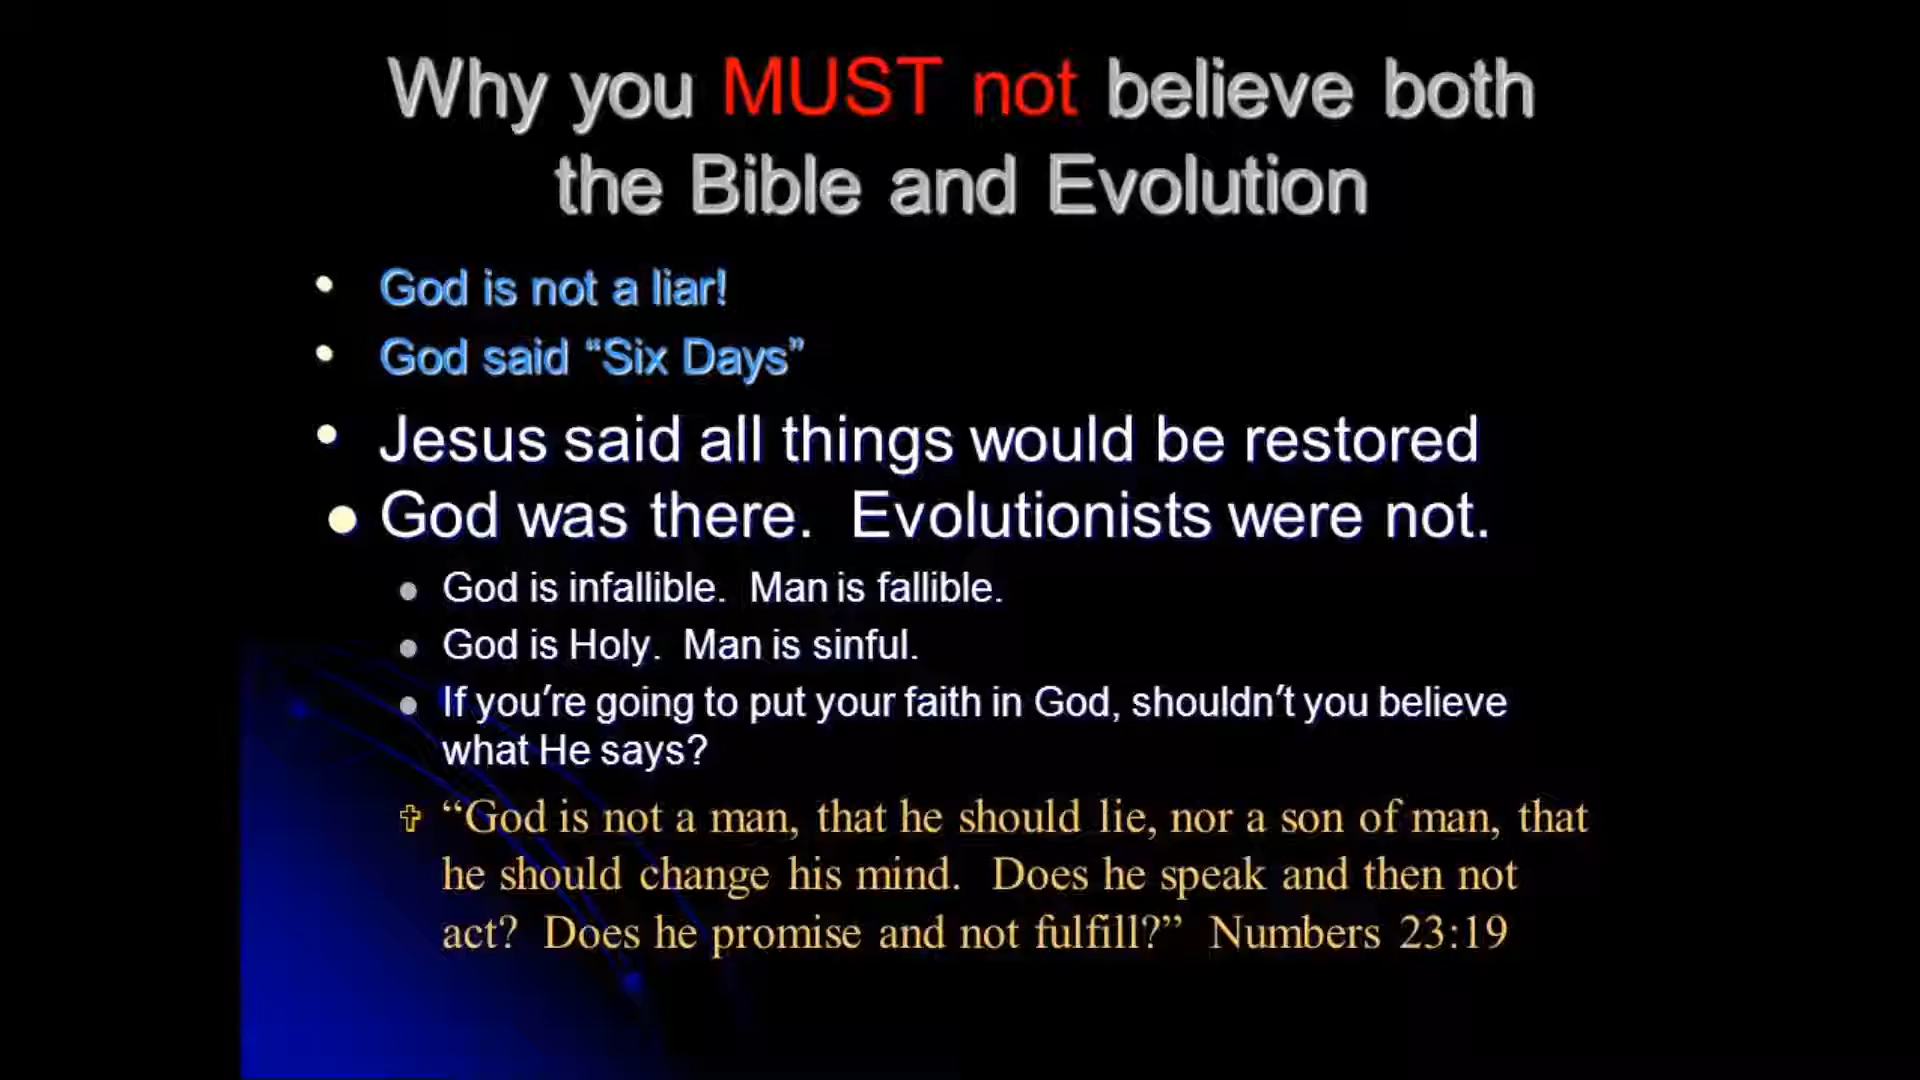 Why you MUST not believe both
the Bible and Evolution
• God is not a liar!
• God said “Six Days”
• Jesus said all things would be restored
• God was there.  Evolutionists were not.
• God is infallible.  Man is fallible.
• God is Holy.  Man is sinful.
• If you’re going to put your faith in God, shouldn’t you believe
what He says?
✞ “God is not a man, that he should lie, nor a son of man, that
he should change his mind.  Does he speak and then not
act?  Does he promise and not fulfill?”  Numbers 23:19